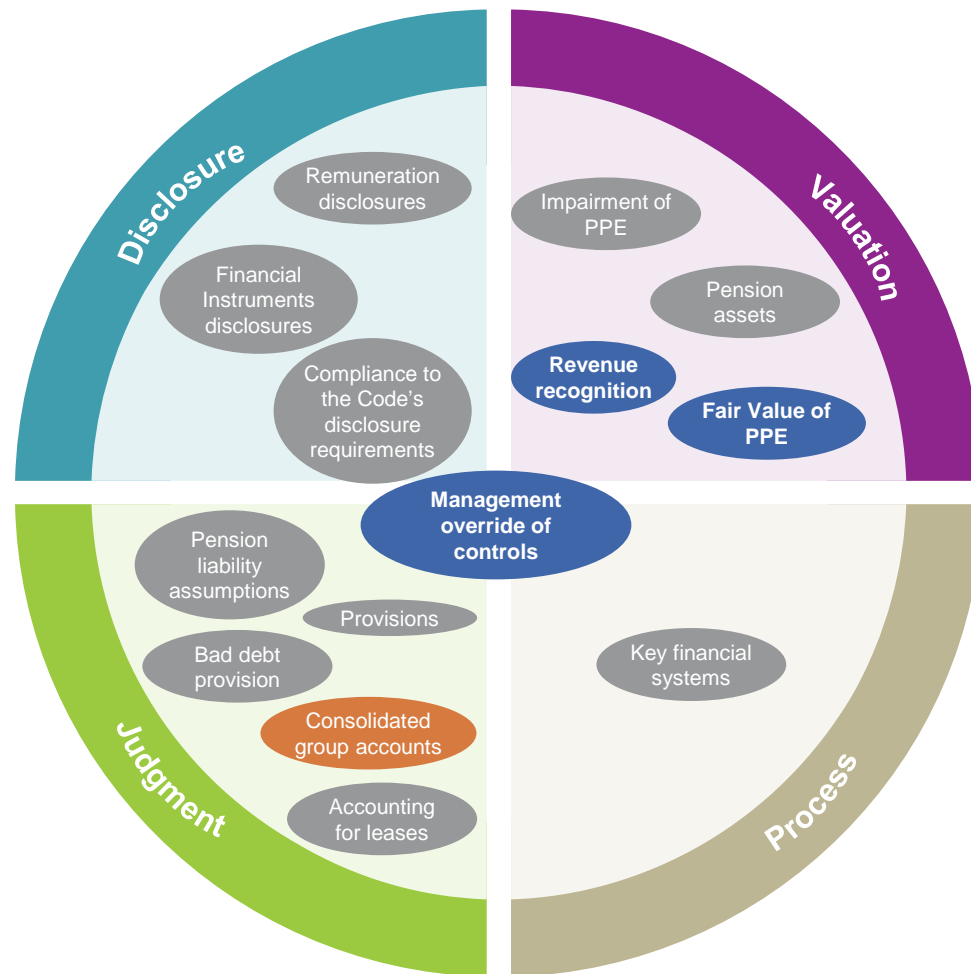 Disclosure
Remuneration
disclosures
Financial
Instruments
disclosures
Compliance to
the Code's
disclosure
requirements
Valuation
Impairment of
PPE
Pension
assets
Revenue
recognition
Fair Value of
PPE
Management
override of
controls
Judgment
Pension
liability
assumptions
Provisions
Bad debt
provision
Consolidated
group accounts
Accounting
for leases
Process
Key financial
systems